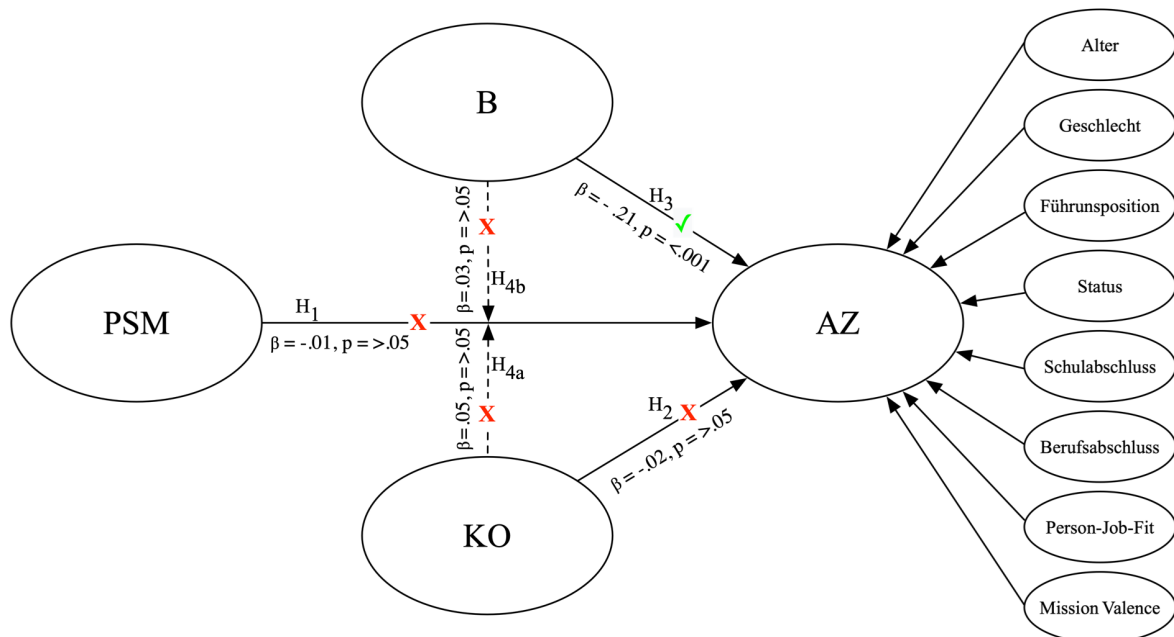 B
PSM
KO
AZ
H1
β = -.01, p = >.05
X
β=.03, p = >.05
X
H4b
β=.05, p = >.05
X
H4a
H3
✓
β = - .21, p = <.001
H2
X
β = -.02, p = >.05
Alter
Geschlecht
Führunsposition
Status
Schulabschluss
Berufsabschluss
Person-Job-Fit
Mission Valence